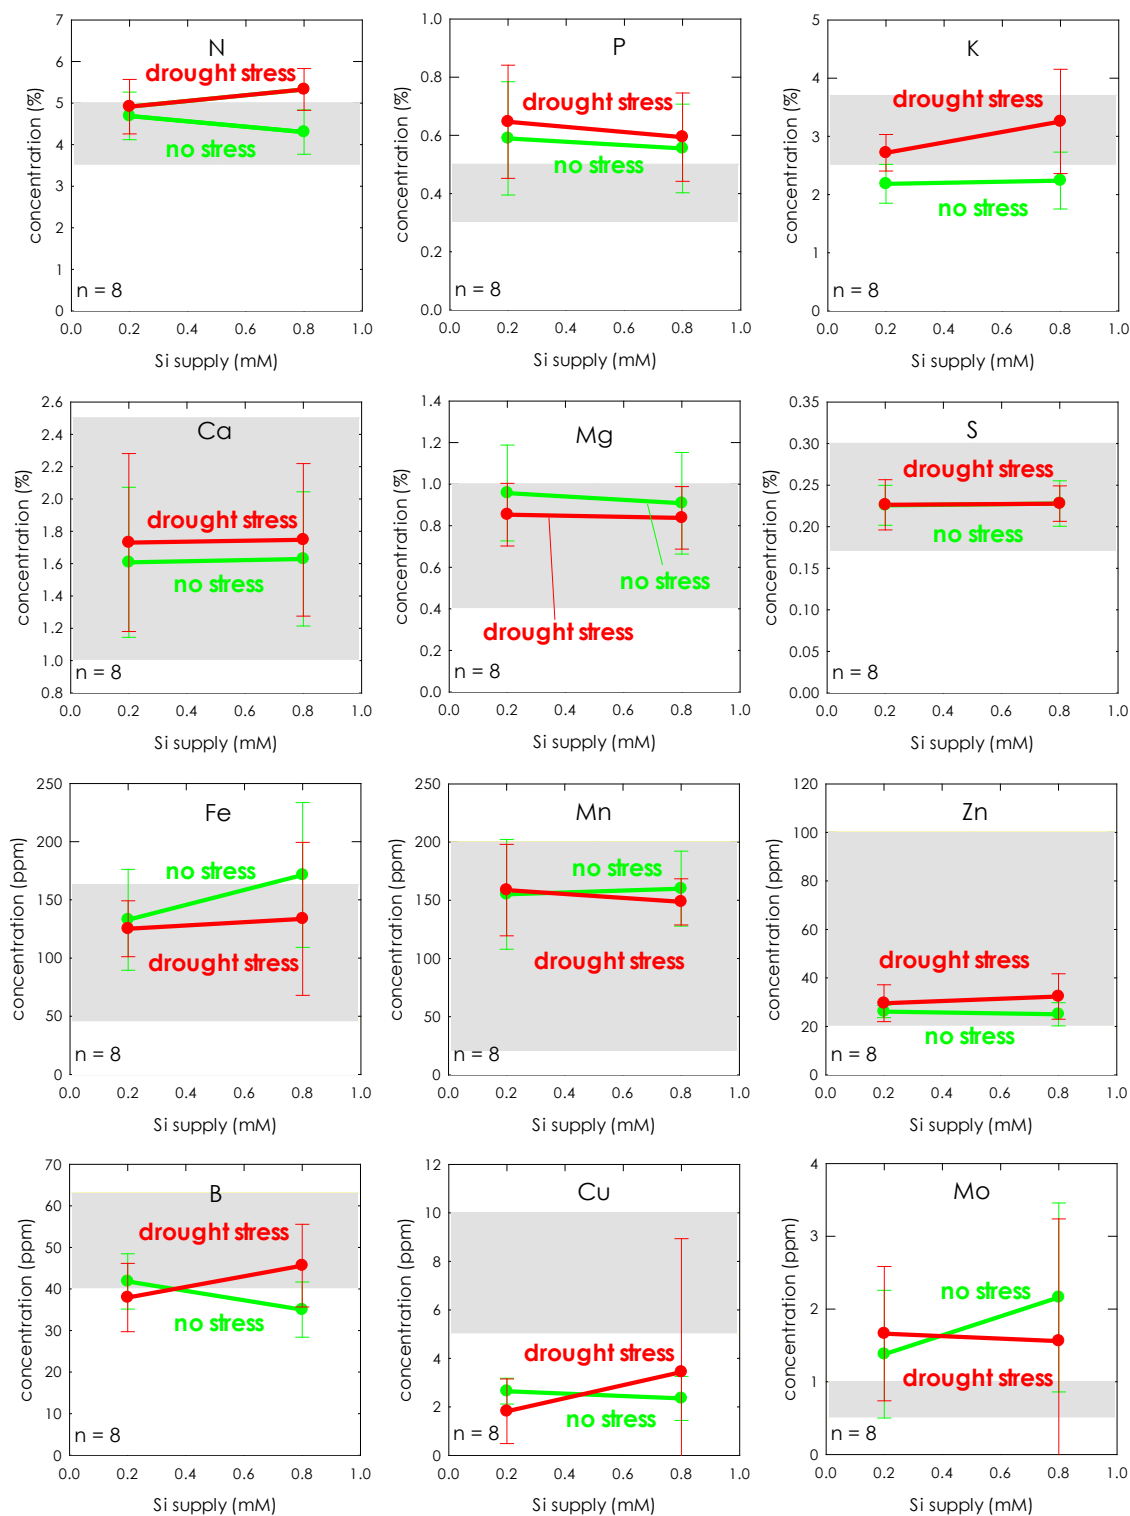 N
drought stress
no stress
n = 8
concentration (%)
0
1
2
3
4
5
6
7
0.0 0.2 0.4 0.6 0.8 1.0
Si supply (mM)
P
drought stress
no stress
n = 8
concentration (%)
0.0
0.2
0.4
0.6
0.8
1.0
0.0 0.2 0.4 0.6 0.8 1.0
Si supply (mM)
K
drought stress
no stress
n = 8
concentration (%)
0
1
2
3
4
5
0.0 0.2 0.4 0.6 0.8 1.0
Si supply (mM)
Ca
drought stress
no stress
n = 8
concentration (%)
0.8
1.0
1.2
1.4
1.6
1.8
2.0
2.2
2.4
2.6
0.0 0.2 0.4 0.6 0.8 1.0
Si supply (mM)
Mg
no stress
drought stress
n = 8
concentration (%)
0.0
0.2
0.4
0.6
0.8
1.0
1.2
1.4
0.0 0.2 0.4 0.6 0.8 1.0
Si supply (mM)
S
drought stress
no stress
n = 8
concentration (%)
0.00
0.05
0.10
0.15
0.20
0.25
0.30
0.35
0.0 0.2 0.4 0.6 0.8 1.0
Si supply (mM)
Fe
no stress
drought stress
n = 8
concentration (ppm)
0
50
100
150
200
250
0.0 0.2 0.4 0.6 0.8 1.0
Si supply (mM)
Mn
no stress
drought stress
n = 8
concentration (ppm)
0
50
100
150
200
250
0.0 0.2 0.4 0.6 0.8 1.0
Si supply (mM)
Zn
drought stress
no stress
n = 8
concentration (ppm)
0
20
40
60
80
100
120
0.0 0.2 0.4 0.6 0.8 1.0
Si supply (mM)
B
drought stress
no stress
n = 8
concentration (ppm)
0
10
20
30
40
50
60
70
0.0 0.2 0.4 0.6 0.8 1.0
Si supply (mM)
Cu
drought stress
no stress
n = 8
concentration (ppm)
0
2
4
6
8
10
12
0.0 0.2 0.4 0.6 0.8 1.0
Si supply (mM)
Mo
no stress
drought stress
n = 8
concentration (ppm)
0
1
2
3
4
0.0 0.2 0.4 0.6 0.8 1.0
Si supply (mM)